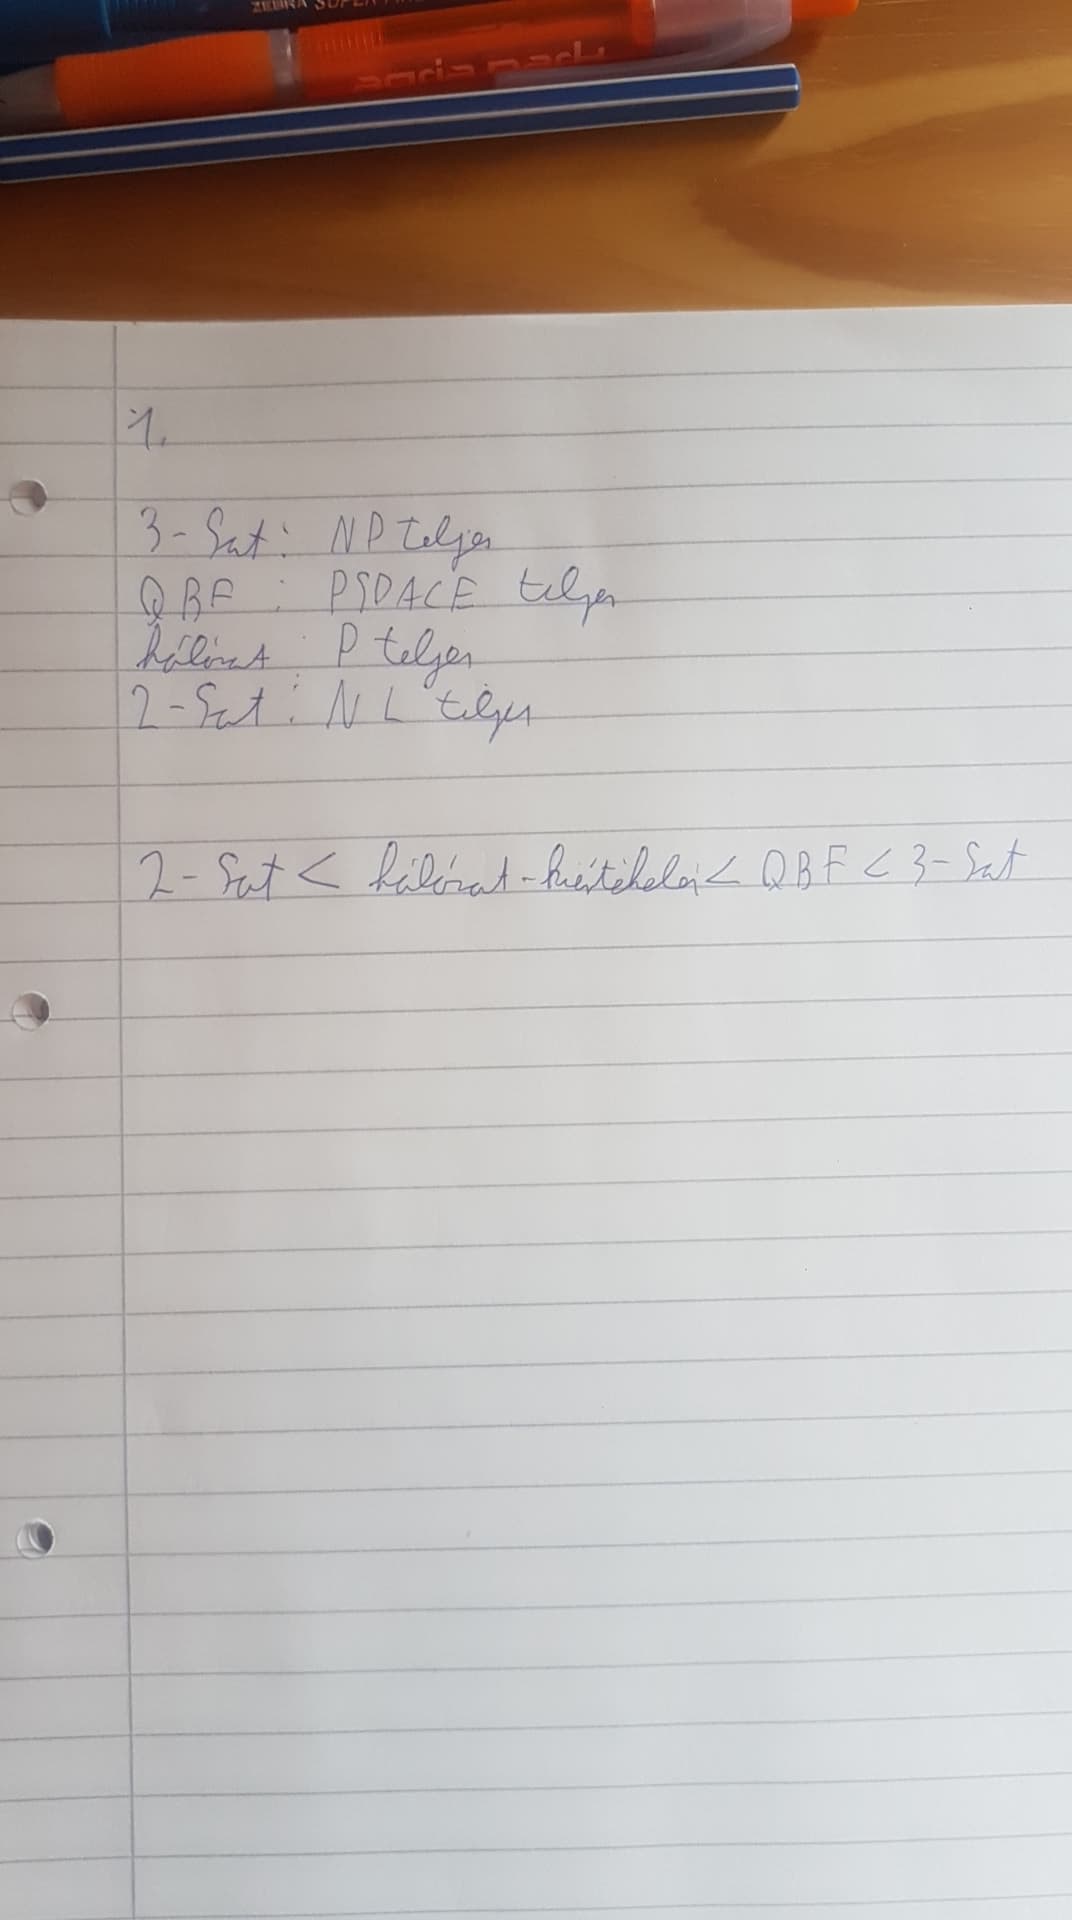 ZEBRA SUPER
1.
3-Sat: NP teljes
QBF : PSPACE teljes
hálózat : P teljes
2-Sat : NL teljes
2-Sat < hálózat-kiértékelés < QBF < 3-Sat